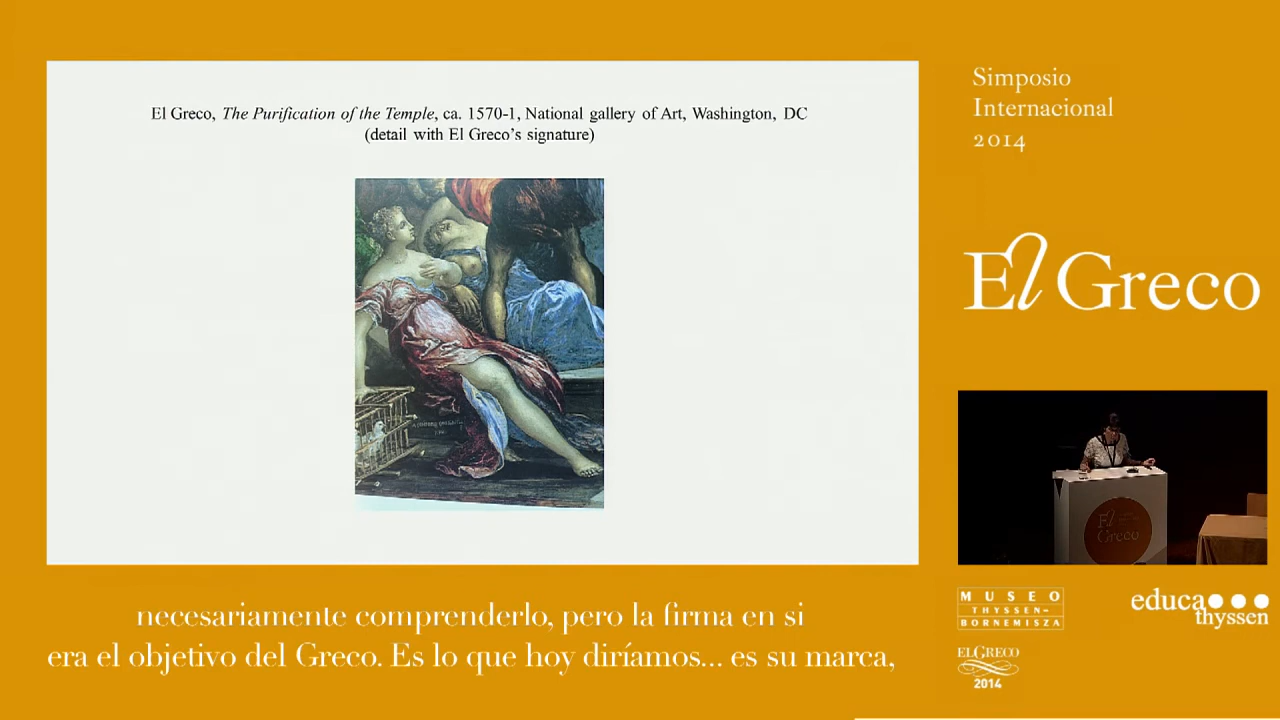 El Greco, The Purification of the Temple, ca. 1570-1, National gallery of Art, Washington, DC
(detail with El Greco's signature)
Simposio
Internacional
2014
El Greco
El
Greco
necesariamente comprenderlo, pero la firma en si
era el objetivo del Greco. Es lo que hoy diríamos... es su marca,
MUSEO
THYSSEN-
BORNEMISZA
educa
thyssen
ELGRECO
2014